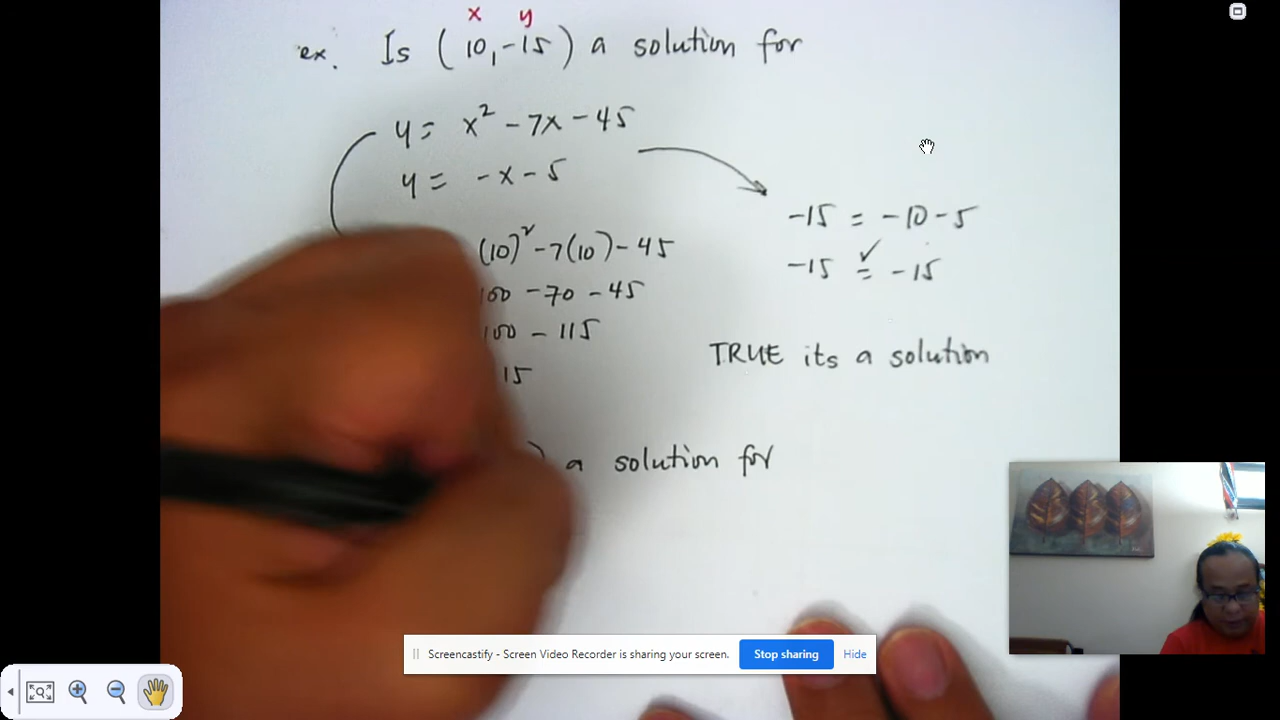 x y
ex. Is (10, -15) a solution for
y = x² - 7x - 45
y = -x - 5
(10)² - 7(10) - 45
100 - 70 - 45
100 - 115
15
-15 = -10 - 5
-15 =✓ -15
TRUE its a solution
) a solution for
Screencastify - Screen Video Recorder is sharing your screen. Stop sharing Hide